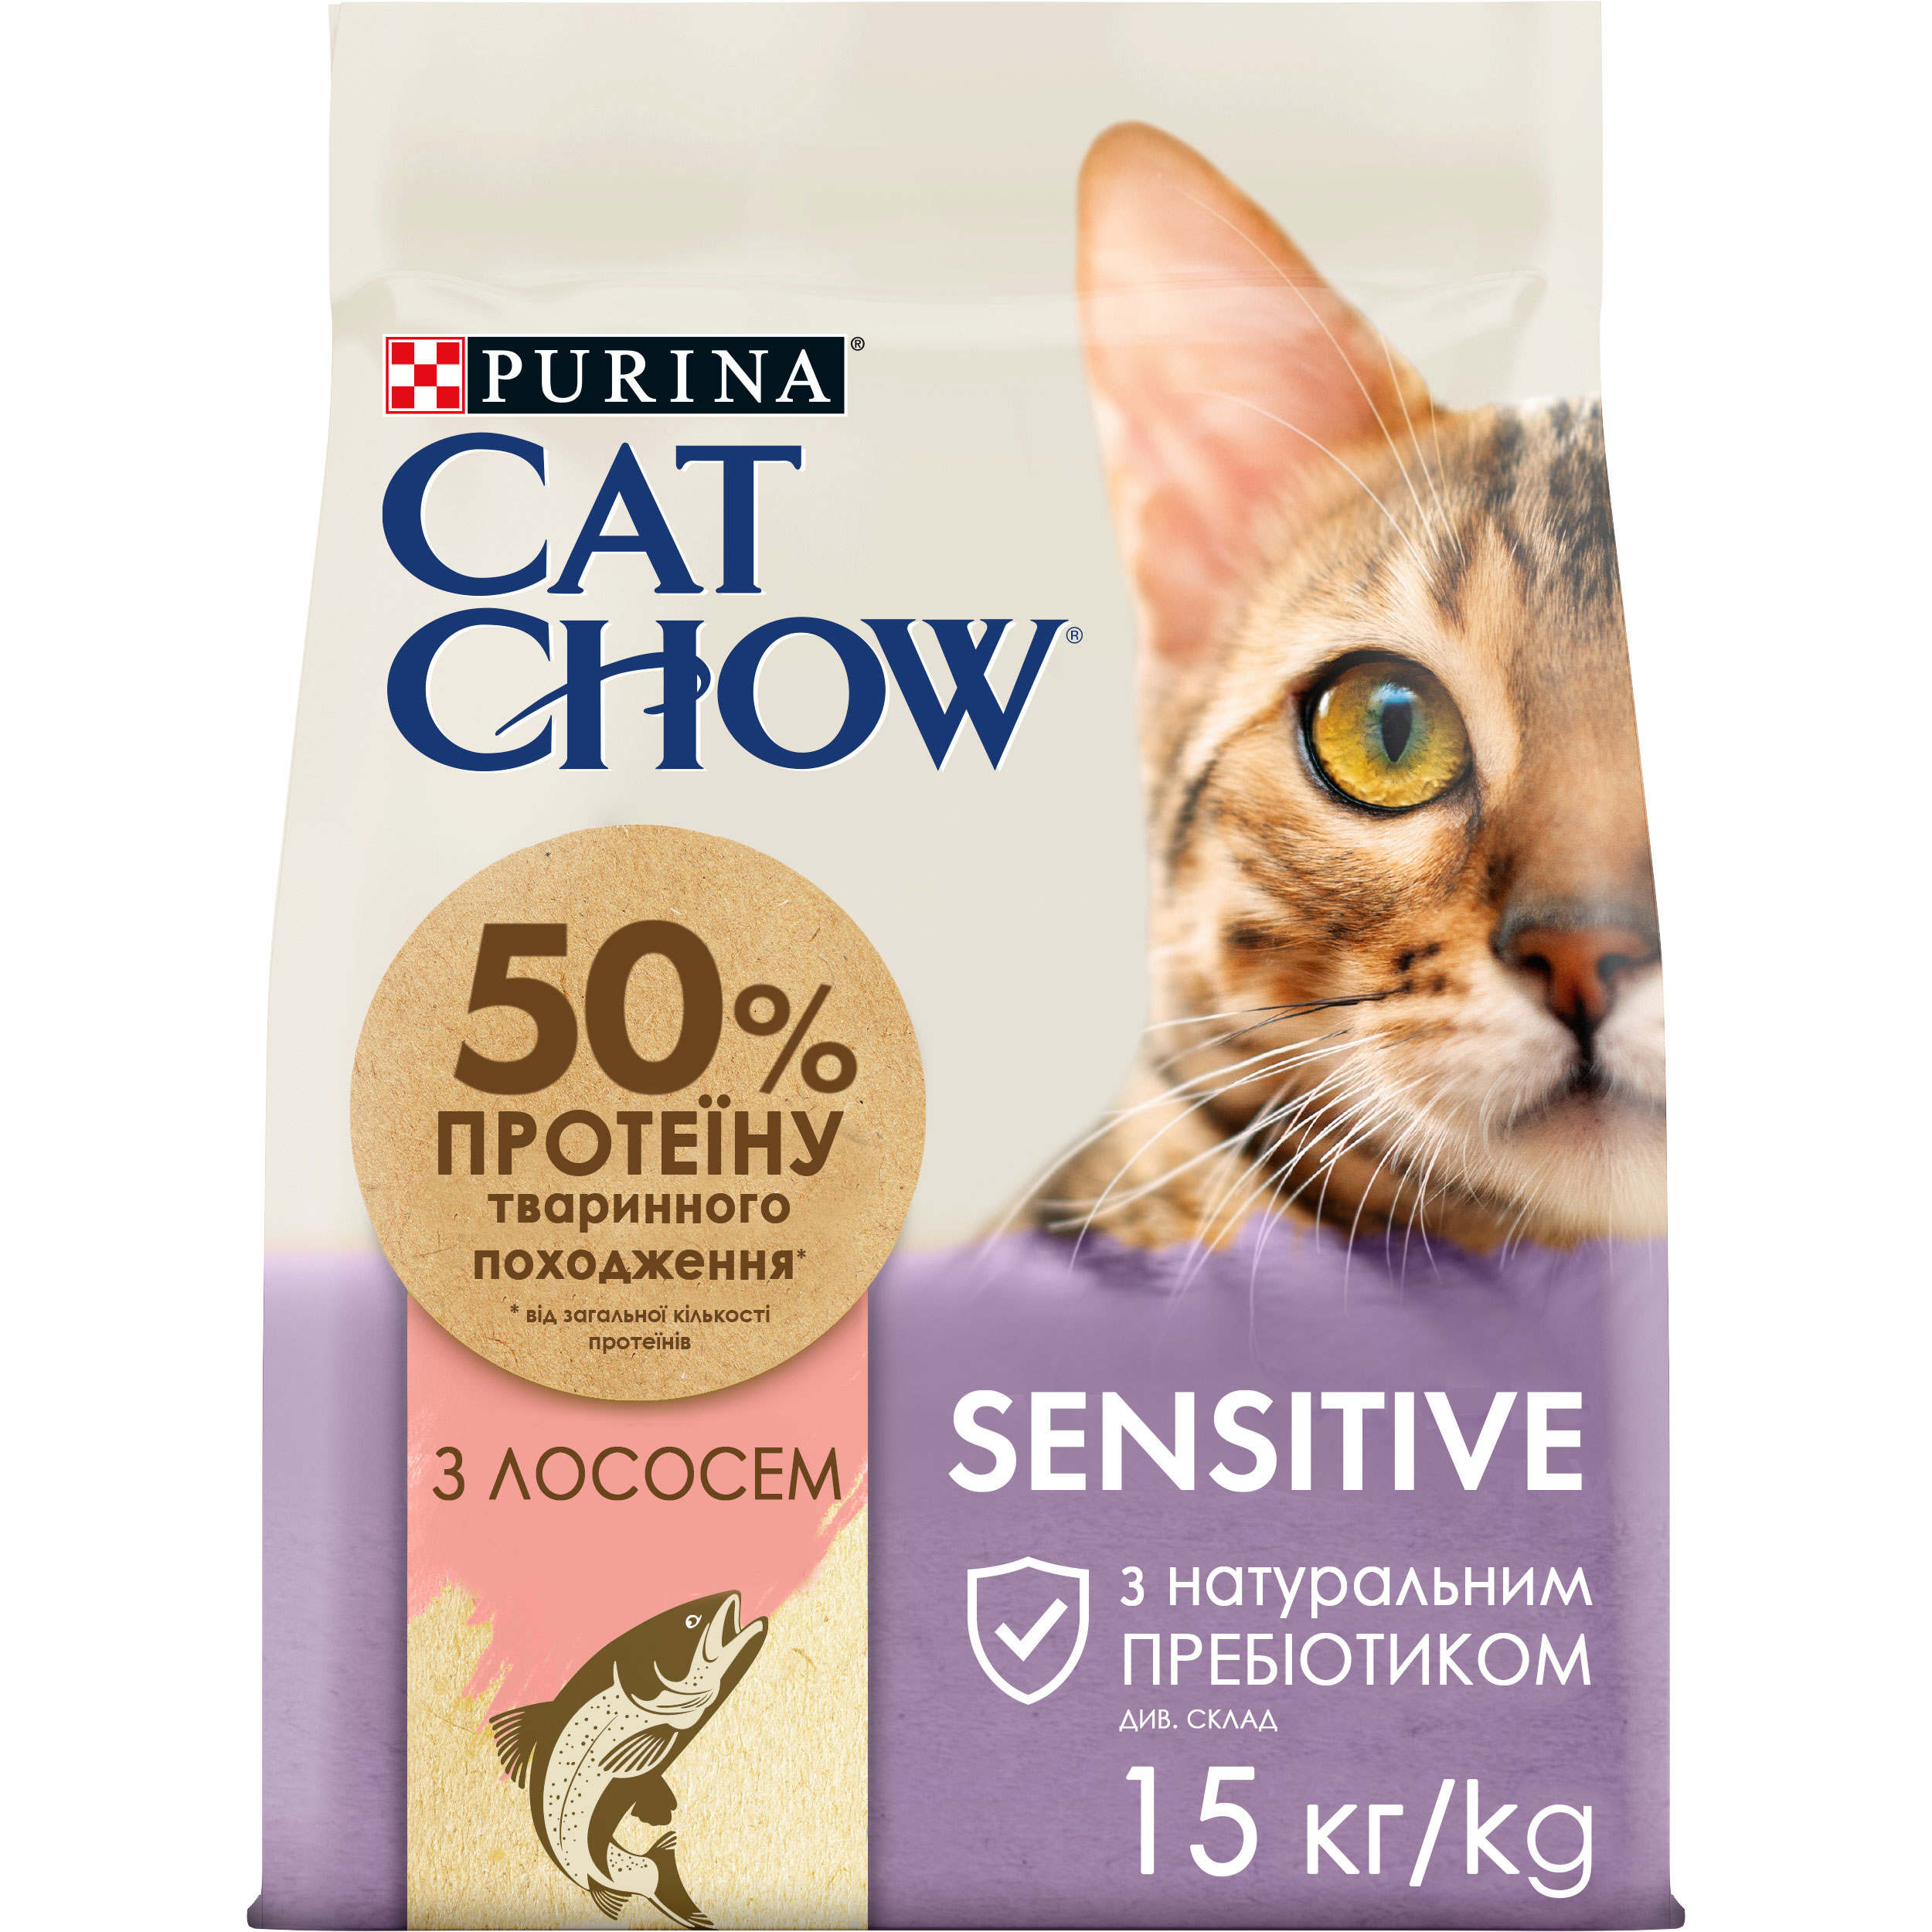 PURINA®
CAT
CHOW®
50%
ПРОТЕЇНУ
тваринного
походження*
* від загальної кількості
протеїнів
З ЛОСОСЕМ
SENSITIVE
з натуральним
ПРЕБІОТИКОМ
ДИВ. СКЛАД
15 кг/kg